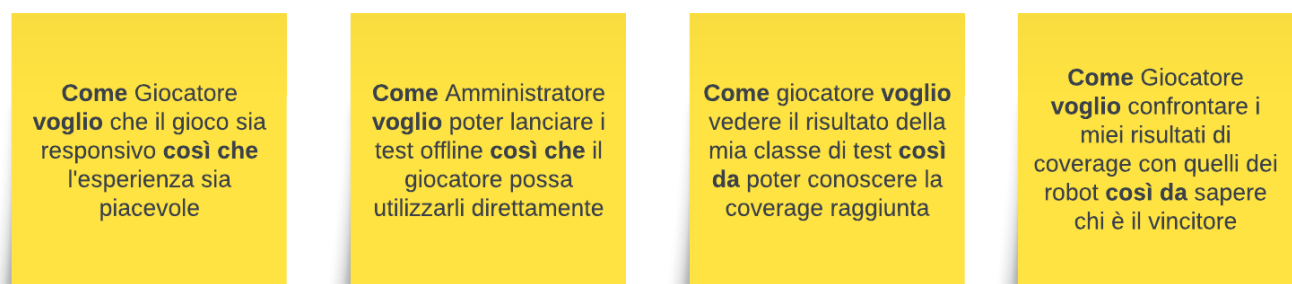 Come Giocatore
voglio che il gioco sia
responsivo così che
l'esperienza sia
piacevole
Come Amministratore
voglio poter lanciare i
test offline così che il
giocatore possa
utilizzarli direttamente
Come giocatore voglio
vedere il risultato della
mia classe di test così
da poter conoscere la
coverage raggiunta
Come Giocatore
voglio confrontare i
miei risultati di
coverage con quelli dei
robot così da sapere
chi è il vincitore